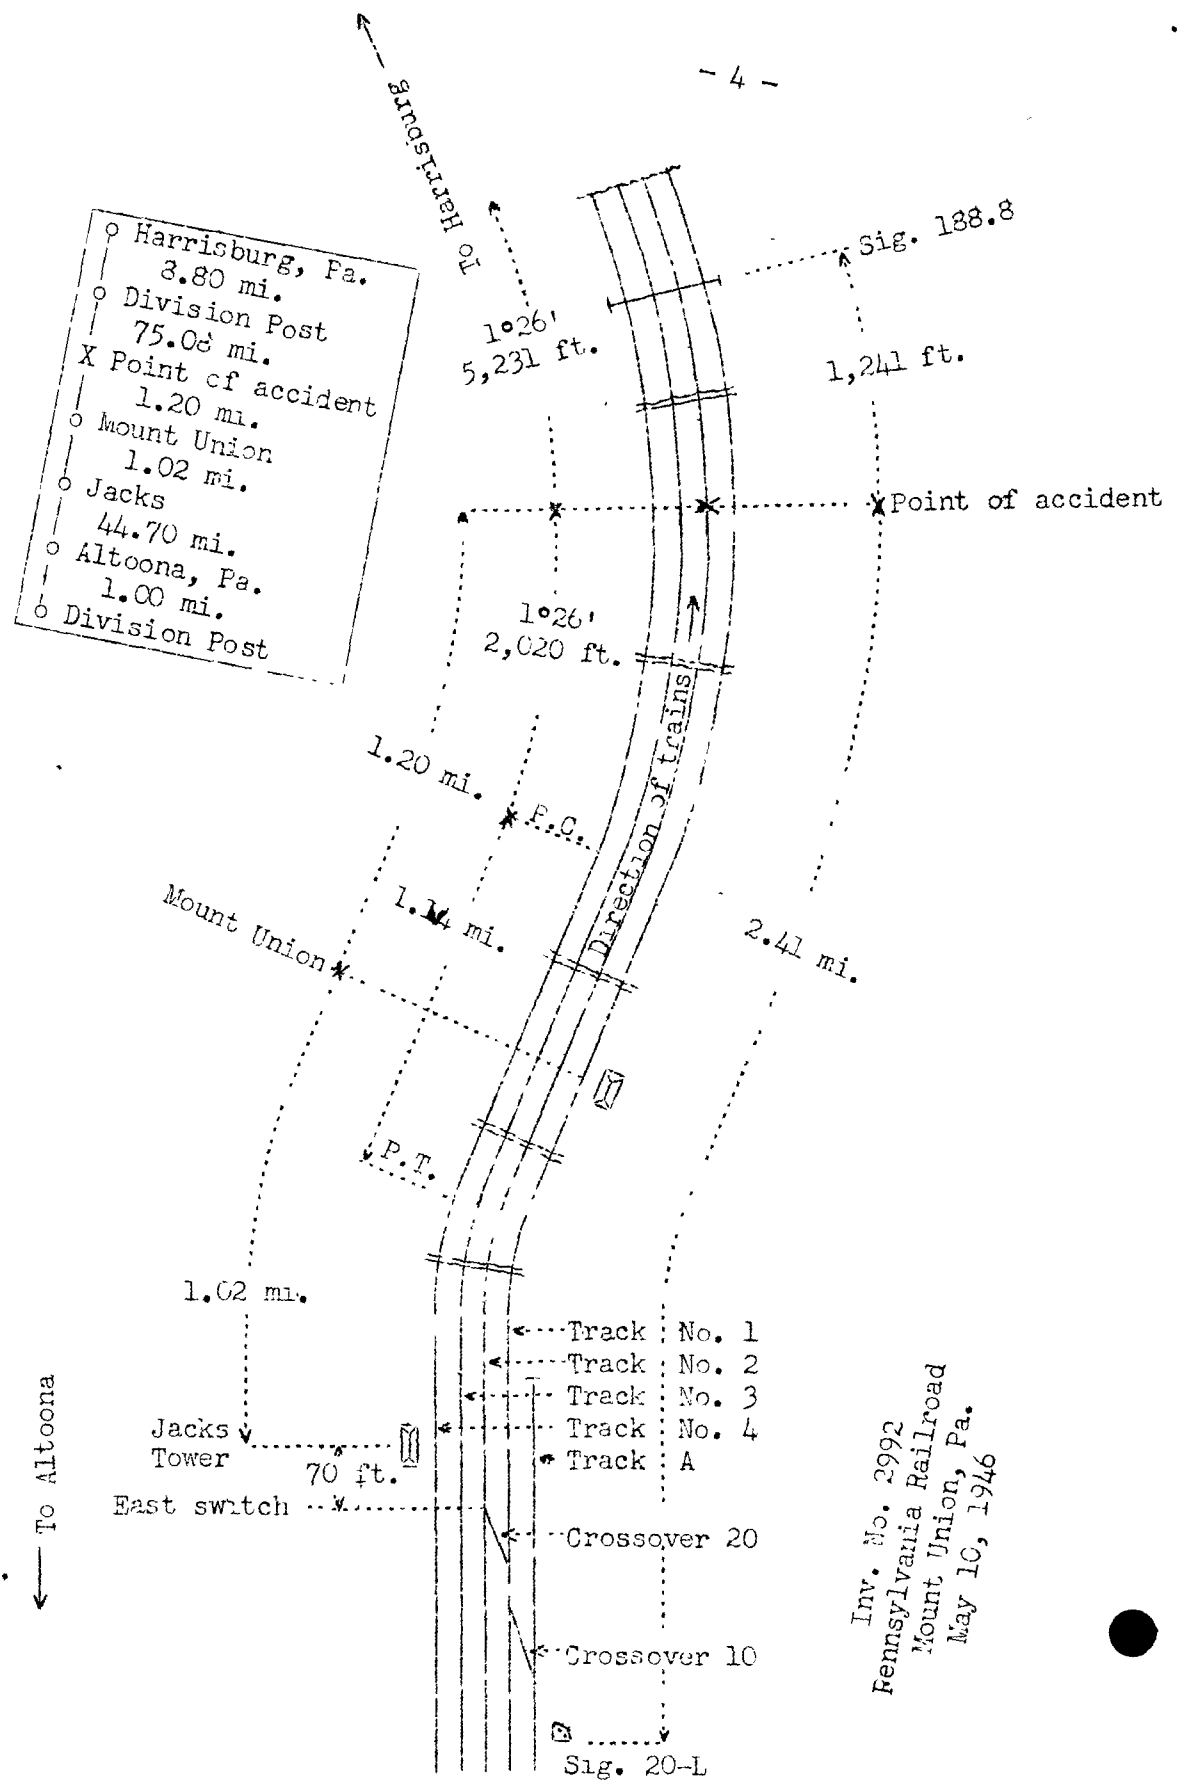 - 4 -
To Harrisburg
Harrisburg, Pa.
8.80 mi.
Division Post
75.08 mi.
X Point of accident
1.20 mi.
Mount Union
1.02 mi.
Jacks
44.70 mi.
Altoona, Pa.
1.00 mi.
Division Post
Sig. 188.8
1°26'
5,231 ft.
1,241 ft.
Point of accident
1°26'
2,020 ft.
Direction of trains
1.20 mi.
P.C.
Mount Union
1.14 mi.
2.41 mi.
P.T.
1.02 mi.
Track No. 1
Track No. 2
Track No. 3
Track No. 4
Track A
Jacks
Tower
70 ft.
East switch
To Altoona
Crossover 20
Crossover 10
Sig. 20-L
Inv. No. 2992
Pennsylvania Railroad
Mount Union, Pa.
May 10, 1946